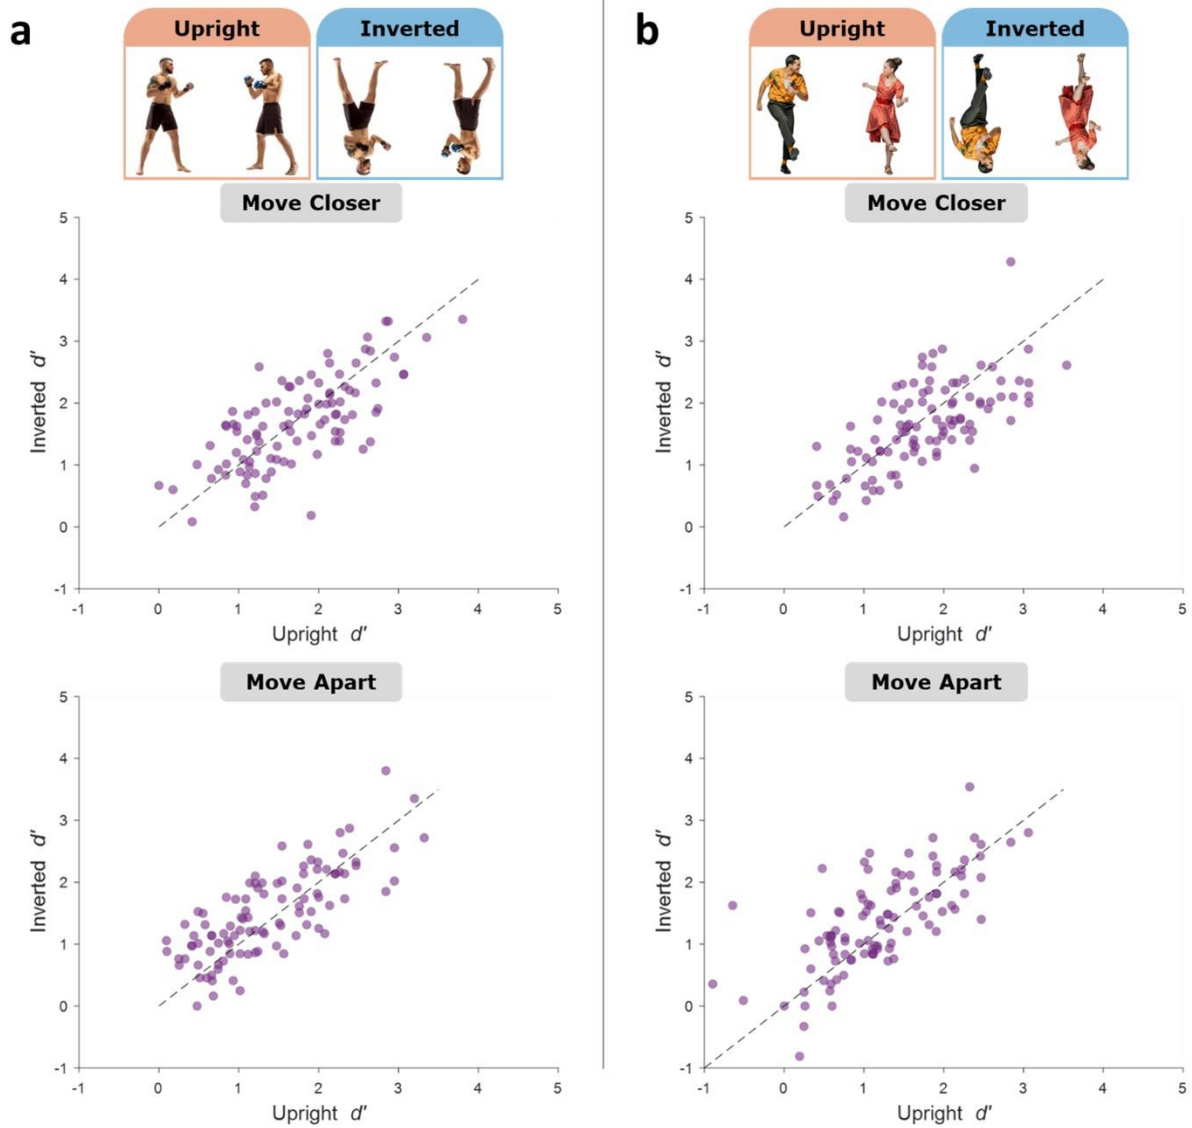 a
Upright Inverted
Move Closer
5
4
3
2
1
0
-1
Inverted d′
-1 0 1 2 3 4 5
Upright d′
Move Apart
5
4
3
2
1
0
-1
Inverted d′
-1 0 1 2 3 4 5
Upright d′
b
Upright Inverted
Move Closer
5
4
3
2
1
0
-1
Inverted d′
-1 0 1 2 3 4 5
Upright d′
Move Apart
5
4
3
2
1
0
-1
Inverted d′
-1 0 1 2 3 4 5
Upright d′